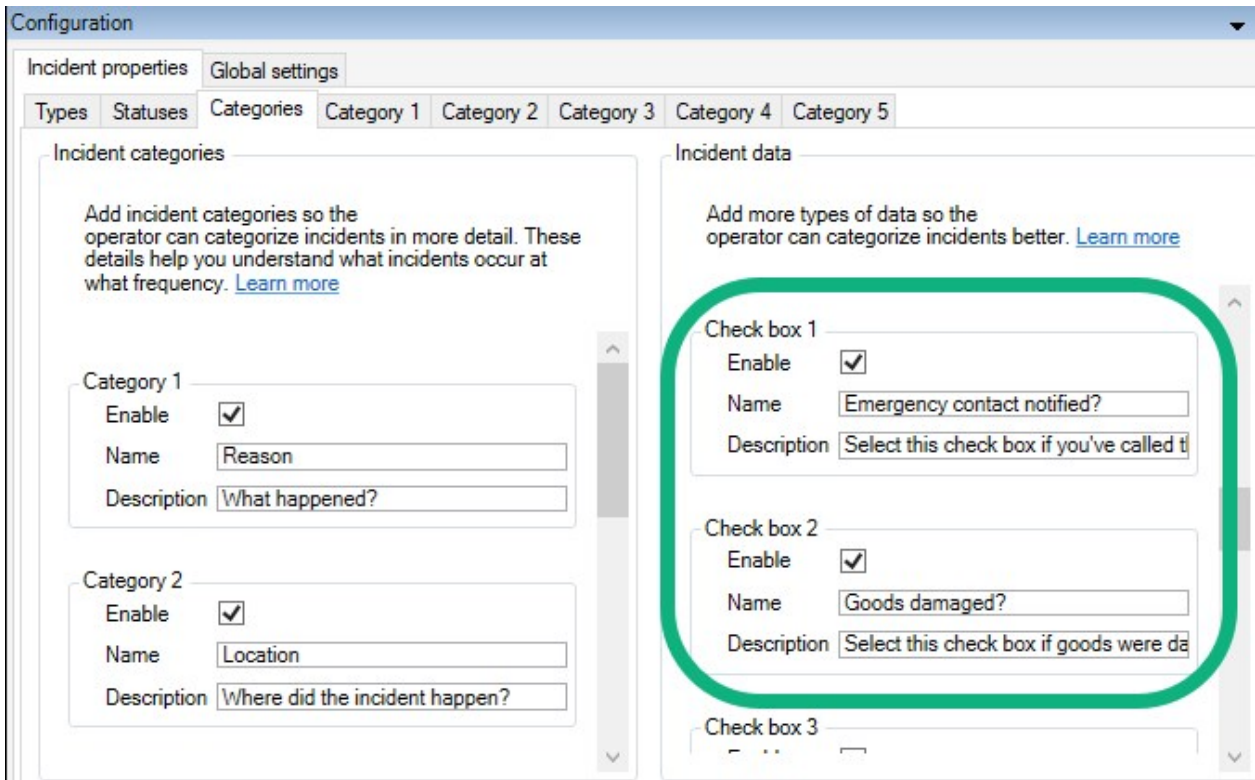 Configuration
Incident properties Global settings
Types Statuses Categories Category 1 Category 2 Category 3 Category 4 Category 5
Incident categories
Add incident categories so the
operator can categorize incidents in more detail. These
details help you understand what incidents occur at
what frequency. Learn more
Category 1
Enable
Name Reason
Description What happened?
Category 2
Enable
Name Location
Description Where did the incident happen?
Incident data
Add more types of data so the
operator can categorize incidents better. Learn more
Check box 1
Enable
Name Emergency contact notified?
Description Select this check box if you've called
Check box 2
Enable
Name Goods damaged?
Description Select this check box if goods were
Check box 3